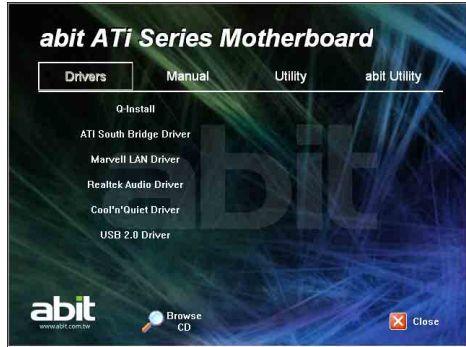 abit ATi Series Motherboard
Drivers Manual Utility abit Utility
Q-Install
ATI South Bridge Driver
Marvell LAN Driver
Realtek Audio Driver
Cool'n'Quiet Driver
USB 2.0 Driver
abit
abit
www.abit.com.tw
Browse
CD
Close